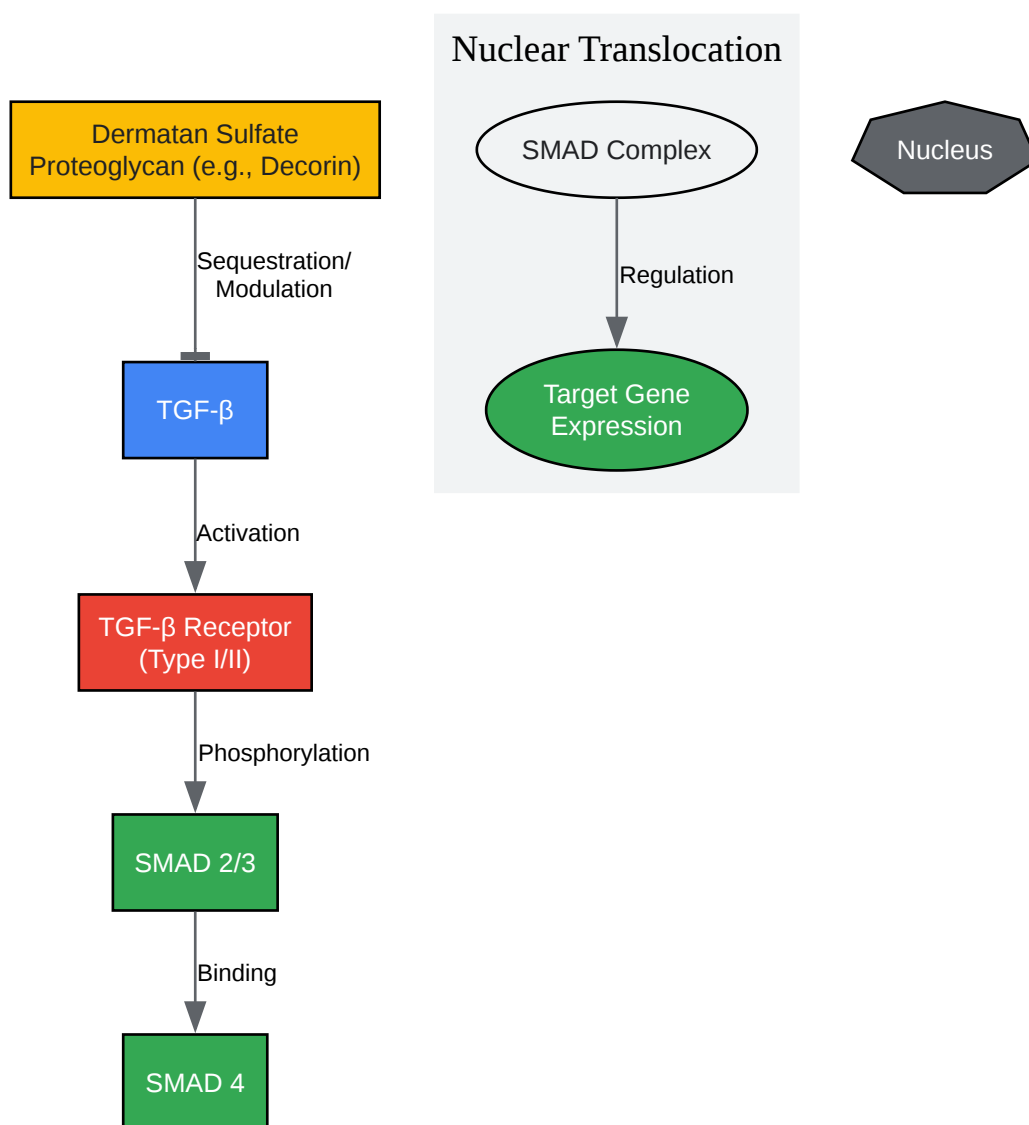 Nuclear Translocation
Dermatan Sulfate
Proteoglycan (e.g., Decorin)
SMAD Complex
Nucleus
Sequestration/
Modulation
Regulation
TGF-β
Target Gene
Expression
Activation
TGF-β Receptor
(Type I/II)
Phosphorylation
SMAD 2/3
Binding
SMAD 4